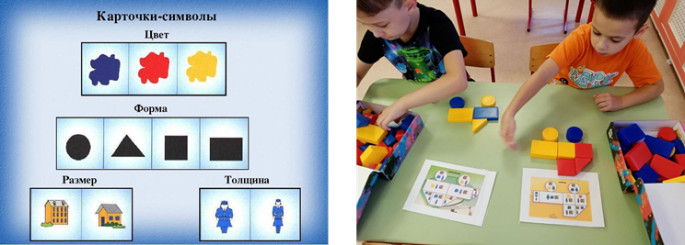 Карточки-символы
Цвет
Форма
Размер
Толщина